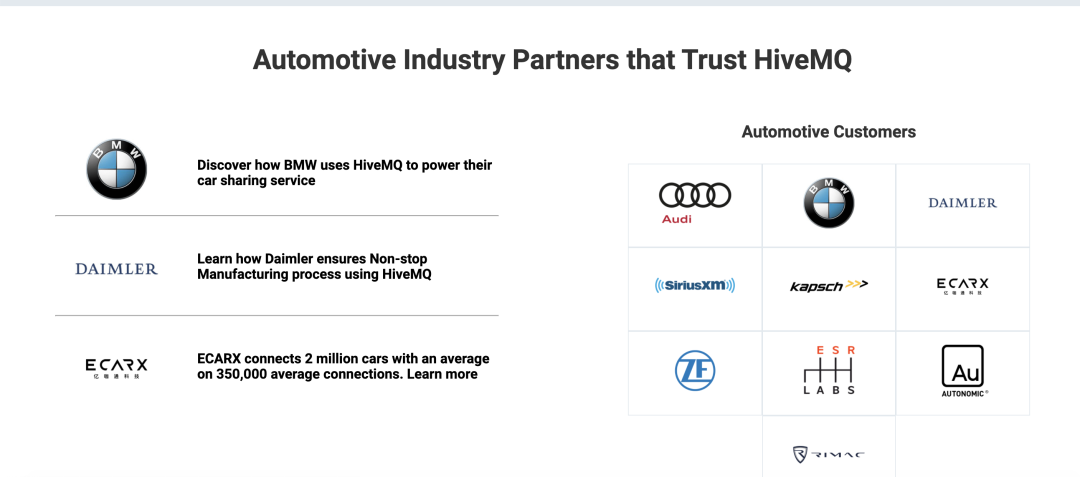 Automotive Industry Partners that Trust HiveMQ
BMW
Discover how BMW uses HiveMQ to power their
car sharing service
DAIMLER
Learn how Daimler ensures Non-stop
Manufacturing process using HiveMQ
ECARX
亿咖通科技
ECARX connects 2 million cars with an average
on 350,000 average connections. Learn more
Automotive Customers
Audi
BMW
DAIMLER
SiriusXM
kapsch
ECARX
亿咖通科技
ZF
ESR
LABS
Au
AUTONOMIC®
RIMAC